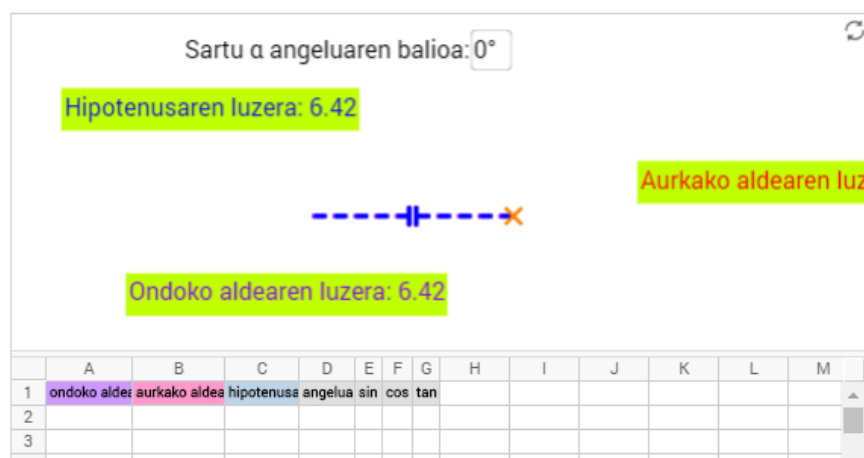 Sartu α angeluaren balioa: 0°
Hipotenusaren luzera: 6.42
Aurkako aldearen luz
Ondoko aldearen luzera: 6.42
A B C D E F G H I J K L M
1 ondoko aldea aurkako aldea hipotenusa angelua sin cos tan
2
3